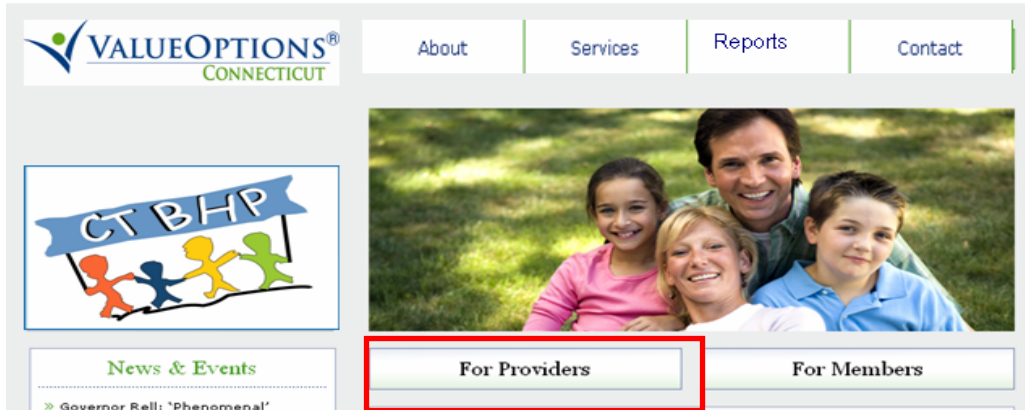 VALUEOPTIONS®
CONNECTICUT
About
Services
Reports
Contact
CT BHP
News & Events
For Providers
For Members
» Governor Rell: 'Phenomenal'